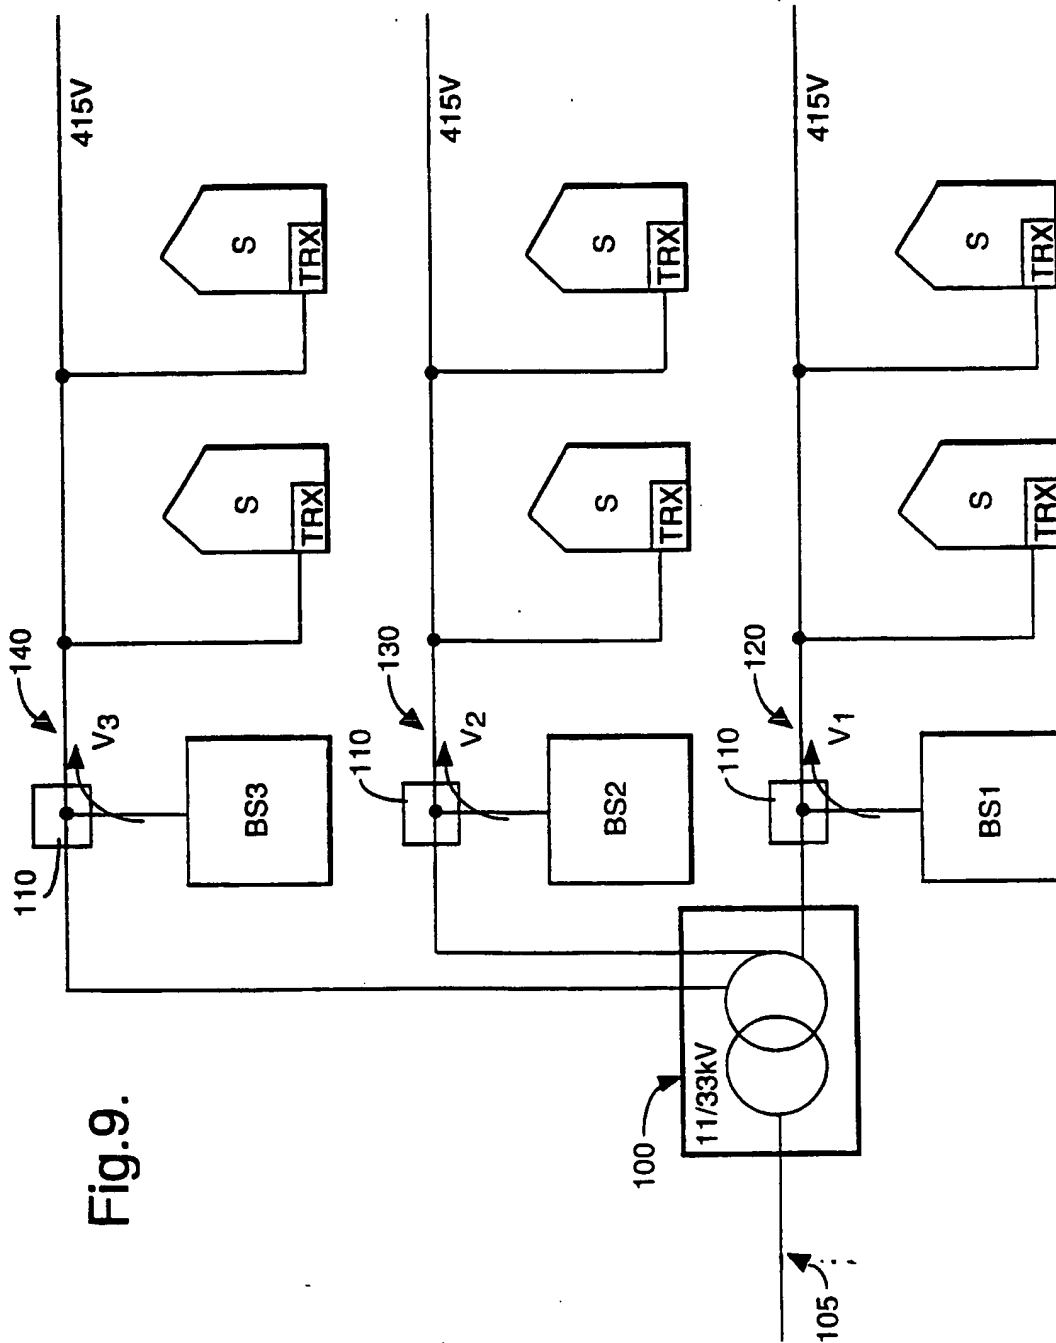 Fig.9.
110
140
V3
415V
BS3
S
TRX
S
TRX
110
130
V2
415V
BS2
S
TRX
S
TRX
110
120
V1
415V
BS1
S
TRX
S
TRX
100
11/33kV
105